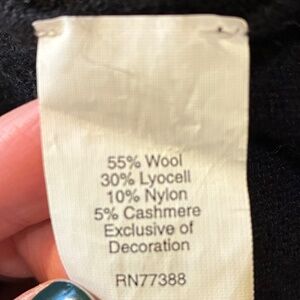 55% Wool
30% Lyocell
10% Nylon
5% Cashmere
Exclusive of
Decoration
RN77388